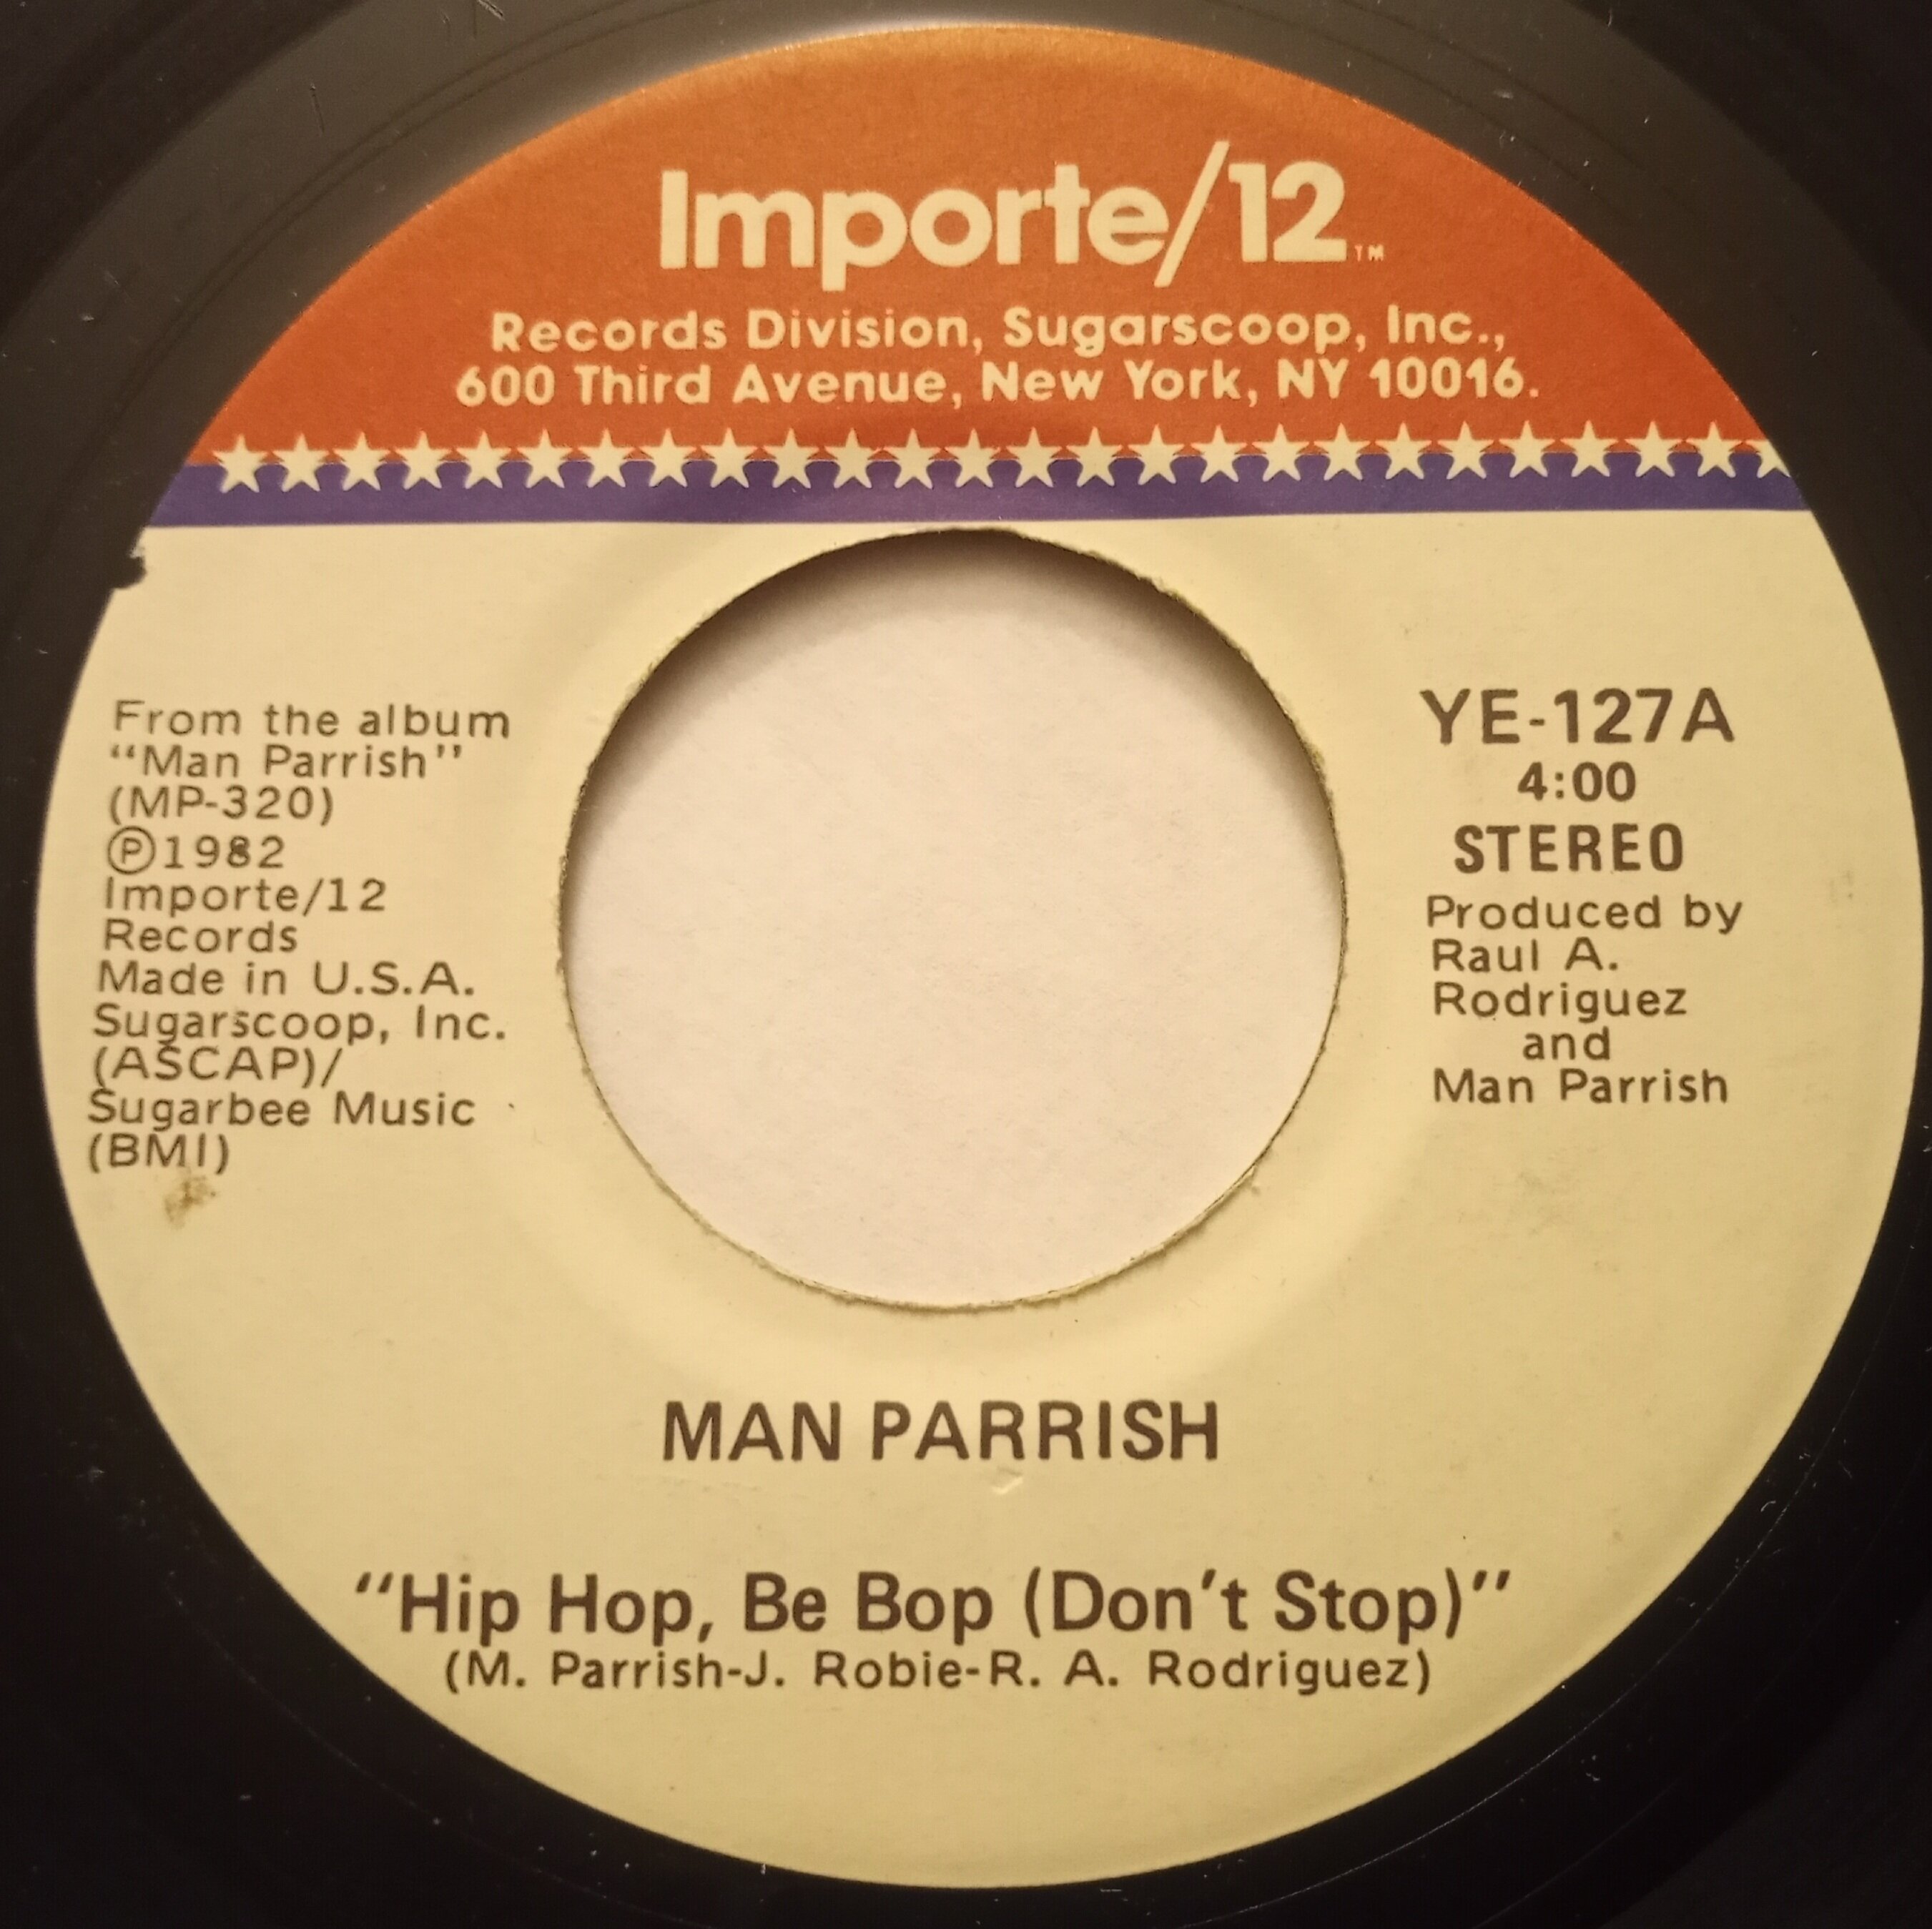 Importe/12™
Records Division, Sugarscoop, Inc.,
600 Third Avenue, New York, NY 10016.
From the album
“Man Parrish”
(MP-320)
Ⓟ1982
Importe/12
Records
Made in U.S.A.
Sugarscoop, Inc.
(ASCAP)/
Sugarbee Music
(BMI)
YE-127A
4:00
STEREO
Produced by
Raul A.
Rodriguez
and
Man Parrish
MAN PARRISH
“Hip Hop, Be Bop (Don't Stop)”
(M. Parrish-J. Robie-R. A. Rodriguez)